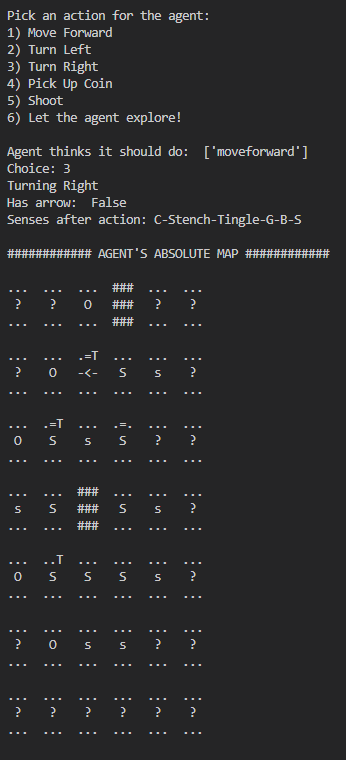 Pick an action for the agent:
1) Move Forward
2) Turn Left
3) Turn Right
4) Pick Up Coin
5) Shoot
6) Let the agent explore!

Agent thinks it should do:  ['moveforward']
Choice: 3
Turning Right
Has arrow:  False
Senses after action: C-Stench-Tingle-G-B-S

############ AGENT'S ABSOLUTE MAP ############

...  ...  ...  ###  ...  ...
 ?    ?    O   ###   ?    ?
...  ...  ...  ###  ...  ...

...  ...  .=T  ...  ...  ...
 ?    O   -<-   S    s    ?
...  ...  ...  ...  ...  ...

...  .=T  ...  .=.  ...  ...
 O    S    s    S    ?    ?
...  ...  ...  ...  ...  ...

...  ...  ###  ...  ...  ...
 s    S   ###   S    s    ?
...  ...  ###  ...  ...  ...

...  ..T  ...  ...  ...  ...
 O    S    S    S    s    ?
...  ...  ...  ...  ...  ...

...  ...  ...  ...  ...  ...
 ?    O    s    s    ?    ?
...  ...  ...  ...  ...  ...

...  ...  ...  ...  ...  ...
 ?    ?    ?    ?    ?    ?
...  ...  ...  ...  ...  ...